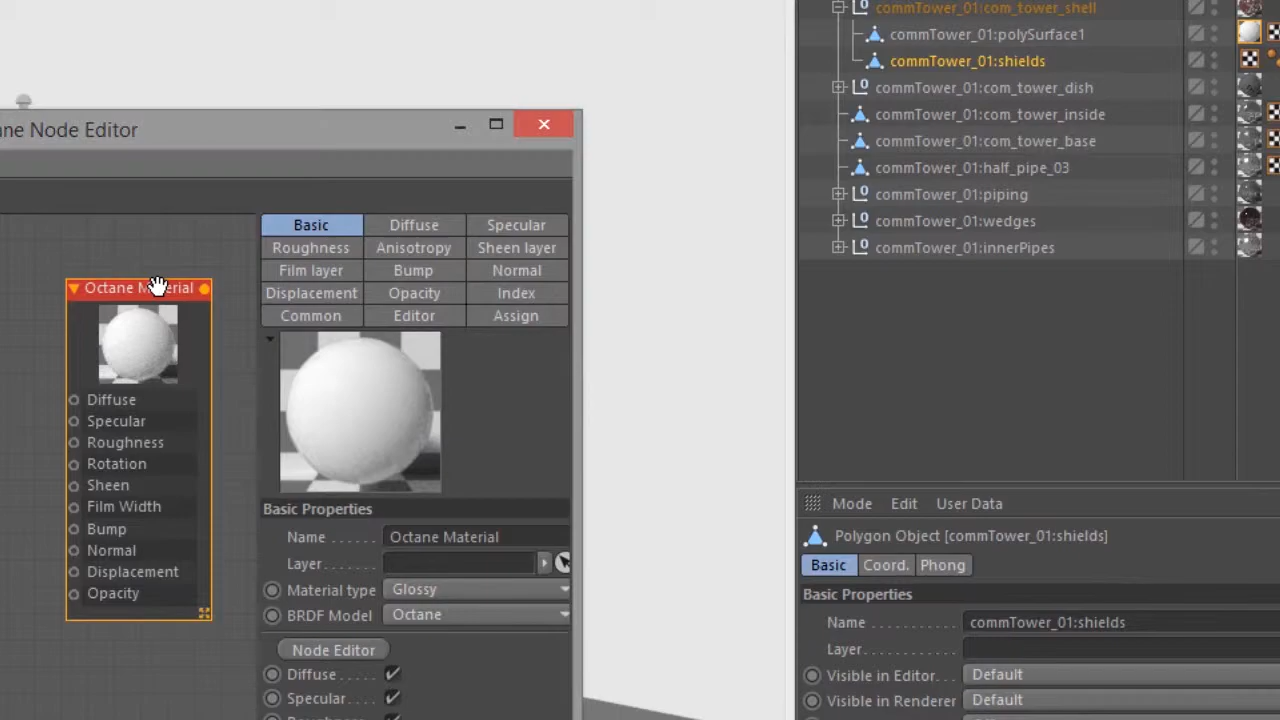 commTower_01:com_tower_shell
commTower_01:polySurface1
commTower_01:shields
commTower_01:com_tower_dish
commTower_01:com_tower_inside
commTower_01:com_tower_base
commTower_01:half_pipe_03
commTower_01:piping
commTower_01:wedges
commTower_01:innerPipes
ane Node Editor
Basic Diffuse Specular
Roughness Anisotropy Sheen layer
Film layer Bump Normal
Displacement Opacity Index
Common Editor Assign
Octane Material
Diffuse
Specular
Roughness
Rotation
Sheen
Film Width
Bump
Normal
Displacement
Opacity
Basic Properties
Name Octane Material
Layer
Material type Glossy
BRDF Model Octane
Node Editor
Diffuse
Specular
Mode Edit User Data
Polygon Object [commTower_01:shields]
Basic Coord. Phong
Basic Properties
Name commTower_01:shields
Layer
Visible in Editor Default
Visible in Renderer Default